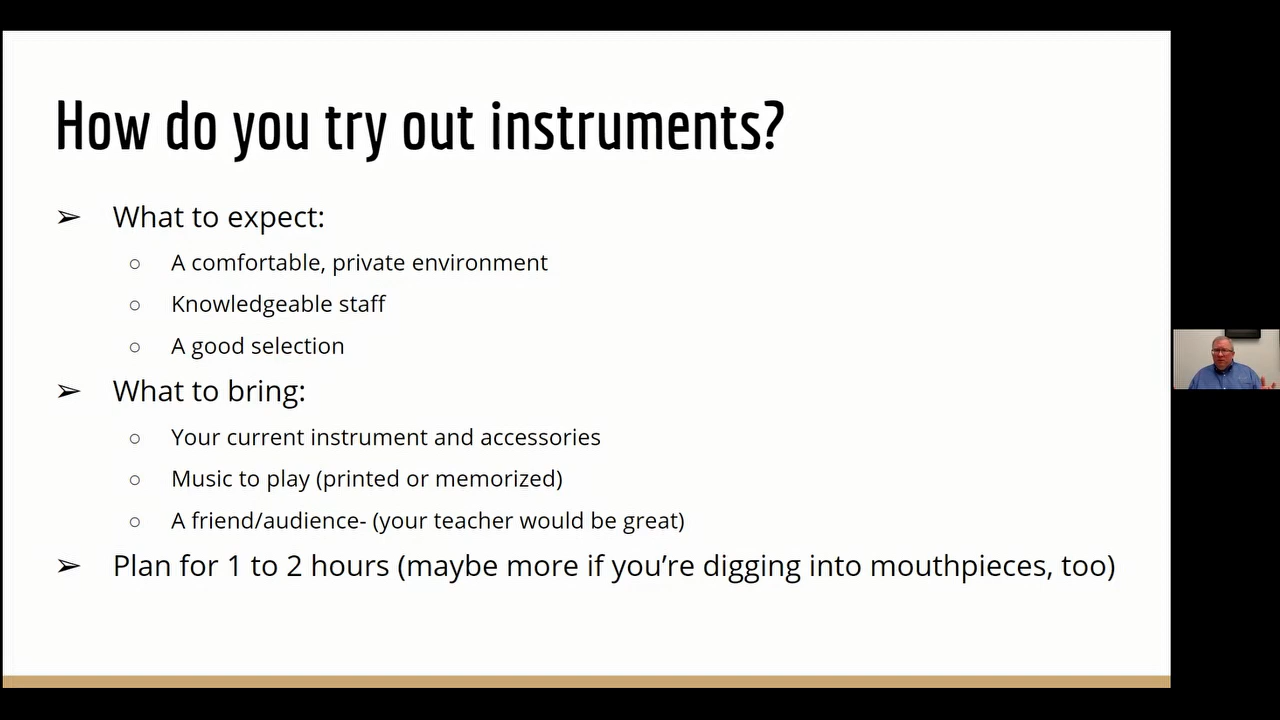 How do you try out instruments?
➢ What to expect:
○ A comfortable, private environment
○ Knowledgeable staff
○ A good selection
➢ What to bring:
○ Your current instrument and accessories
○ Music to play (printed or memorized)
○ A friend/audience- (your teacher would be great)
➢ Plan for 1 to 2 hours (maybe more if you’re digging into mouthpieces, too)